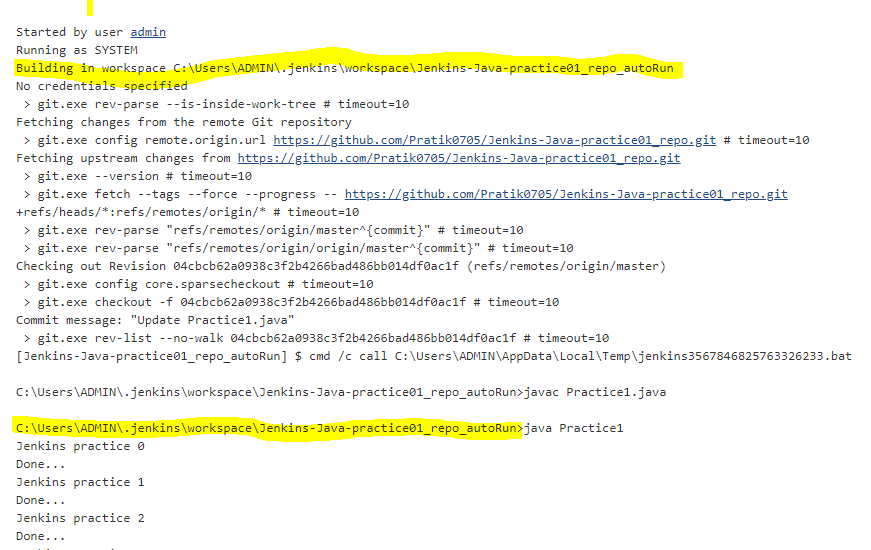 Started by user admin
Running as SYSTEM
Building in workspace C:\Users\ADMIN\.jenkins\workspace\Jenkins-Java-practice01_repo_autoRun
No credentials specified
 > git.exe rev-parse --is-inside-work-tree # timeout=10
Fetching changes from the remote Git repository
 > git.exe config remote.origin.url https://github.com/Pratik0705/Jenkins-Java-practice01_repo.git # timeout=10
Fetching upstream changes from https://github.com/Pratik0705/Jenkins-Java-practice01_repo.git
 > git.exe --version # timeout=10
 > git.exe fetch --tags --force --progress -- https://github.com/Pratik0705/Jenkins-Java-practice01_repo.git
+refs/heads/*:refs/remotes/origin/* # timeout=10
 > git.exe rev-parse "refs/remotes/origin/master^{commit}" # timeout=10
 > git.exe rev-parse "refs/remotes/origin/origin/master^{commit}" # timeout=10
Checking out Revision 04cbcb62a0938c3f2b4266bad486bb014df0ac1f (refs/remotes/origin/master)
 > git.exe config core.sparsecheckout # timeout=10
 > git.exe checkout -f 04cbcb62a0938c3f2b4266bad486bb014df0ac1f # timeout=10
Commit message: "Update Practice1.java"
 > git.exe rev-list --no-walk 04cbcb62a0938c3f2b4266bad486bb014df0ac1f # timeout=10
[Jenkins-Java-practice01_repo_autoRun] $ cmd /c call C:\Users\ADMIN\AppData\Local\Temp\jenkins3567846825763326233.bat
C:\Users\ADMIN\.jenkins\workspace\Jenkins-Java-practice01_repo_autoRun>javac Practice1.java
C:\Users\ADMIN\.jenkins\workspace\Jenkins-Java-practice01_repo_autoRun>java Practice1
Jenkins practice 0
Done...
Jenkins practice 1
Done...
Jenkins practice 2
Done...